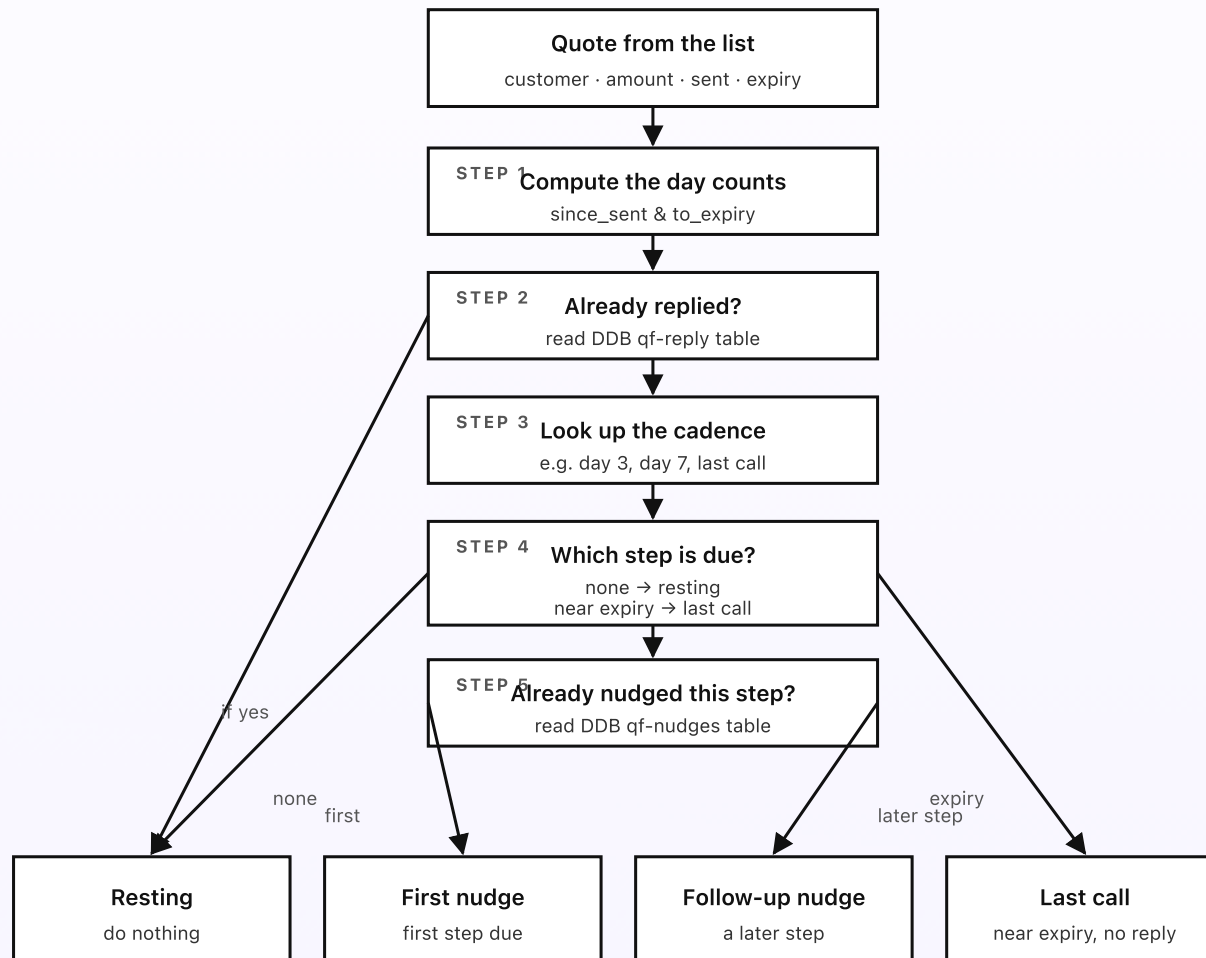 Quote from the list
customer · amount · sent · expiry
STEP 1
Compute the day counts
since_sent & to_expiry
STEP 2
Already replied?
read DDB qf-reply table
STEP 3
Look up the cadence
e.g. day 3, day 7, last call
STEP 4
Which step is due?
none → resting
near expiry → last call
STEP 5
Already nudged this step?
read DDB qf-nudges table
if yes
none
first
expiry
later step
Resting
do nothing
First nudge
first step due
Follow-up nudge
a later step
Last call
near expiry, no reply